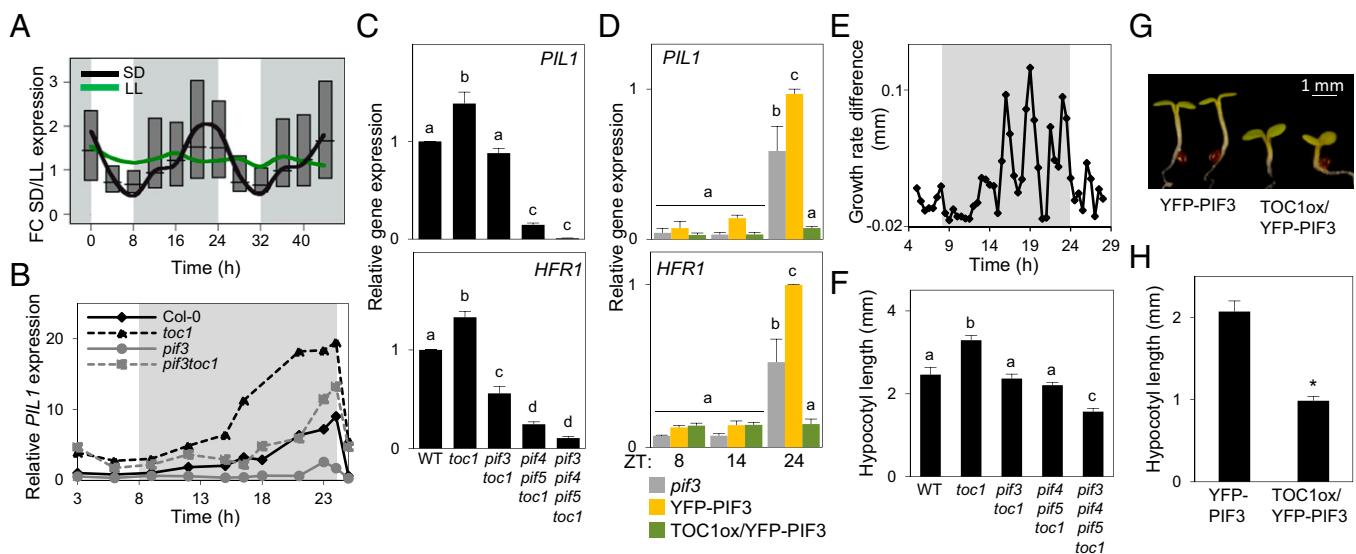 A
FC SD/LL expression
3
2
1
0
SD
LL
0 8 16 24 32 40
Time (h)
B
Relative PIL1 expression
20
10
0
Col-0
toc1
pif3
pif3toc1
3 8 13 18 23
Time (h)
C
Relative gene expression
PIL1
1
0
a b a c c
HFR1
1
0
a b c d d
WT toc1 pif3 toc1 pif4 pif5 toc1 pif3 pif4 pif5 toc1
D
Relative gene expression
PIL1
1
0
a b c a
HFR1
1
0
a b c a
ZT: 8 14 24
pif3
YFP-PIF3
TOC1ox/YFP-PIF3
E
Growth rate difference
(mm)
0.1
-0.02
4 9 14 19 24 29
Time (h)
F
Hypocotyl length (mm)
4
2
0
a b a a c
WT toc1 pif3 toc1 pif4 pif5 toc1 pif3 pif4 pif5 toc1
G
1 mm
YFP-PIF3
TOC1ox/
YFP-PIF3
H
Hypocotyl length (mm)
2
1
0
*
YFP-
PIF3
TOC1ox/
YFP-PIF3